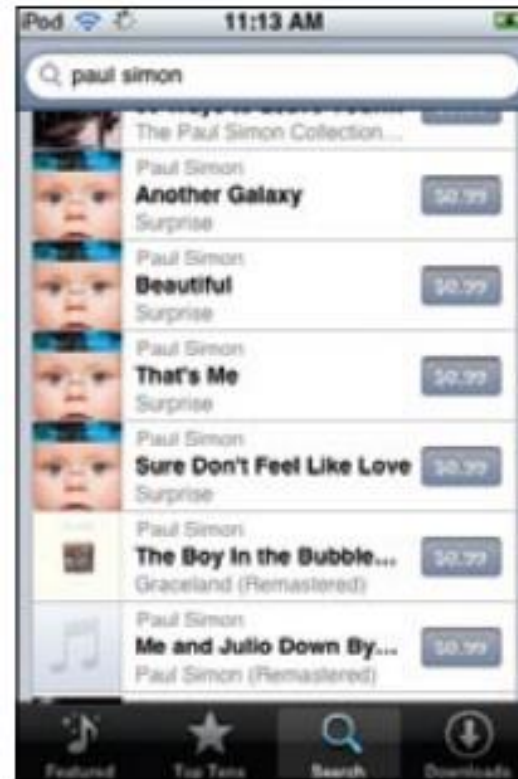 iPod 11:13 AM
paul simon
The Paul Simon Collection...
Paul Simon
Another Galaxy
$0.99
Surprise
Paul Simon
Beautiful
$0.99
Surprise
Paul Simon
That's Me
$0.99
Surprise
Paul Simon
Sure Don't Feel Like Love
$0.99
Surprise
Paul Simon
The Boy In the Bubble...
$0.99
Graceland (Remastered)
Paul Simon
Me and Julio Down By...
$0.99
Paul Simon (Remastered)
Featured Top Tens Search Downloads